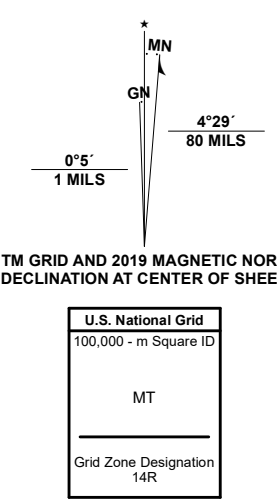 ★
MN
GN
4°29´
80 MILS
0°5´
1 MILS
TM GRID AND 2019 MAGNETIC NOR
DECLINATION AT CENTER OF SHEE
U.S. National Grid
100,000 - m Square ID
MT
Grid Zone Designation
14R